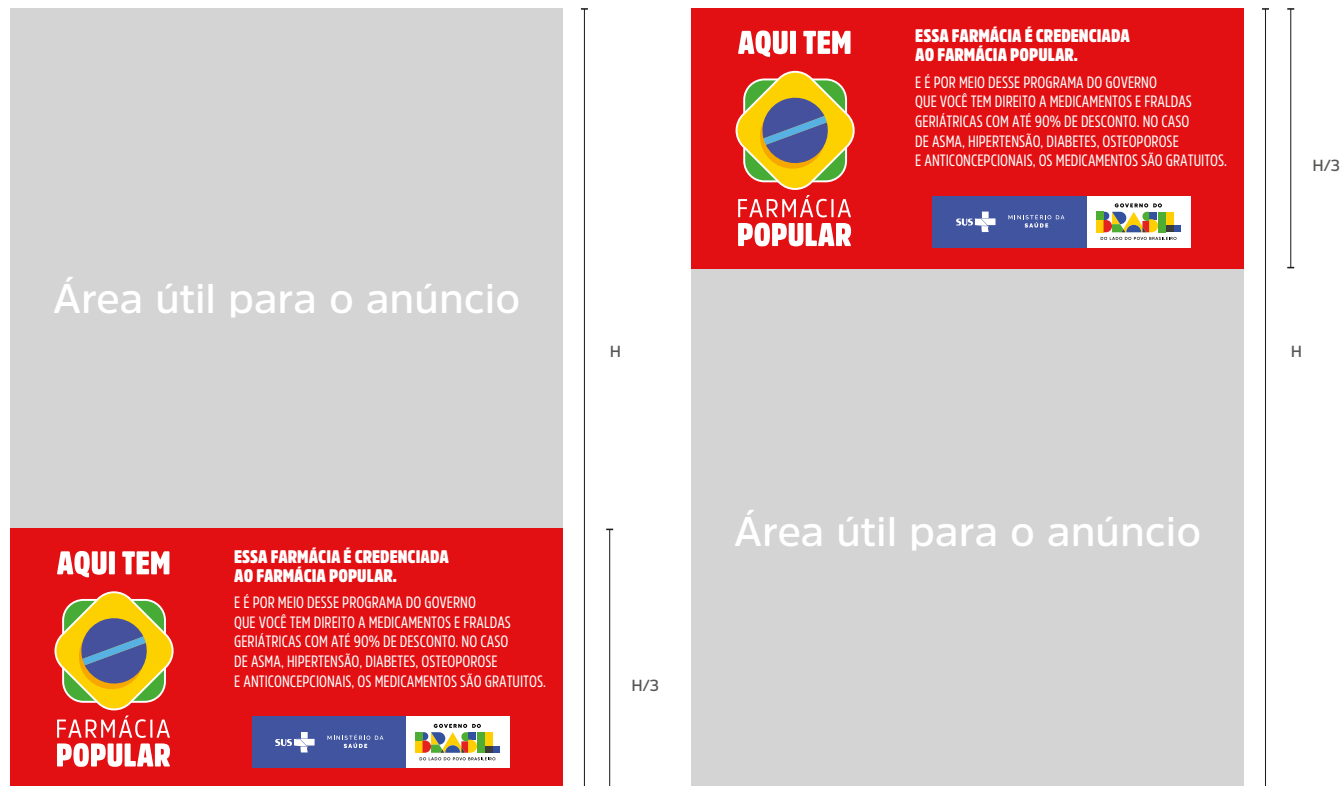 Área útil para o anúncio
H
AQUI TEM
FARMÁCIA
POPULAR
ESSA FARMÁCIA É CREDENCIADA
AO FARMÁCIA POPULAR.
E É POR MEIO DESSE PROGRAMA DO GOVERNO
QUE VOCÊ TEM DIREITO A MEDICAMENTOS E FRALDAS
GERIÁTRICAS COM ATÉ 90% DE DESCONTO. NO CASO
DE ASMA, HIPERTENSÃO, DIABETES, OSTEOPOROSE
E ANTICONCEPCIONAIS, OS MEDICAMENTOS SÃO GRATUITOS.
SUS
MINISTÉRIO DA
SAÚDE
GOVERNO DO
BRASIL
DO LADO DO POVO BRASILEIRO
H/3
AQUI TEM
FARMÁCIA
POPULAR
ESSA FARMÁCIA É CREDENCIADA
AO FARMÁCIA POPULAR.
E É POR MEIO DESSE PROGRAMA DO GOVERNO
QUE VOCÊ TEM DIREITO A MEDICAMENTOS E FRALDAS
GERIÁTRICAS COM ATÉ 90% DE DESCONTO. NO CASO
DE ASMA, HIPERTENSÃO, DIABETES, OSTEOPOROSE
E ANTICONCEPCIONAIS, OS MEDICAMENTOS SÃO GRATUITOS.
SUS
MINISTÉRIO DA
SAÚDE
GOVERNO DO
BRASIL
DO LADO DO POVO BRASILEIRO
H/3
H
Área útil para o anúncio